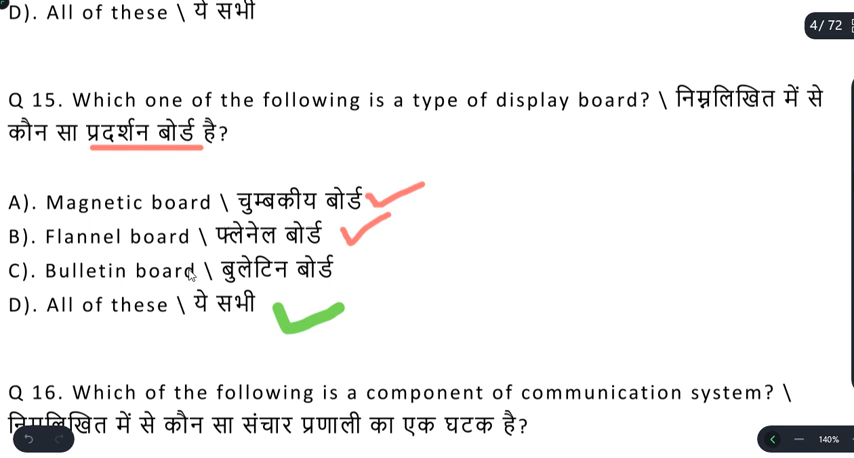 D). All of these \ ये सभी
4/ 72
Q 15. Which one of the following is a type of display board? \ निम्नलिखित में से
कौन सा प्रदर्शन बोर्ड है?
A). Magnetic board \ चुम्बकीय बोर्ड
B). Flannel board \ फ्लेनेल बोर्ड
C). Bulletin board \ बुलेटिन बोर्ड
D). All of these \ ये सभी
Q 16. Which of the following is a component of communication system? \
निम्नलिखित में से कौन सा संचार प्रणाली का एक घटक है?
140%